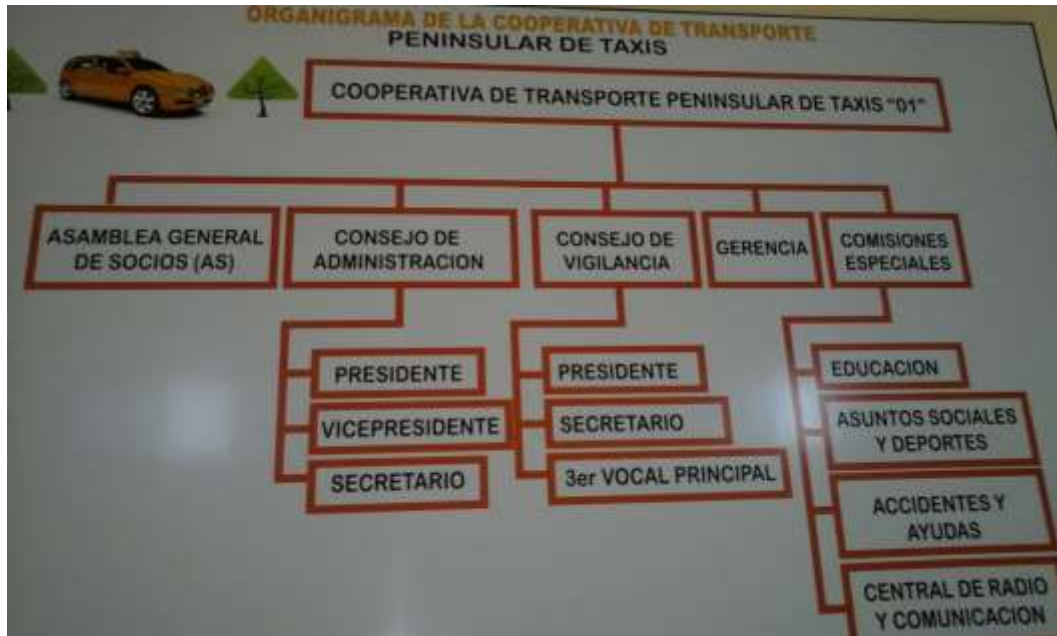 ORGANIGRAMA DE LA COOPERATIVA DE TRANSPORTE
PENINSULAR DE TAXIS
COOPERATIVA DE TRANSPORTE PENINSULAR DE TAXIS "01"
ASAMBLEA GENERAL
DE SOCIOS (AS)
CONSEJO DE
ADMINISTRACION
CONSEJO DE
VIGILANCIA
GERENCIA
COMISIONES
ESPECIALES
PRESIDENTE
VICEPRESIDENTE
SECRETARIO
PRESIDENTE
SECRETARIO
3er VOCAL PRINCIPAL
EDUCACION
ASUNTOS SOCIALES
Y DEPORTES
ACCIDENTES Y
AYUDAS
CENTRAL DE RADIO
Y COMUNICACION